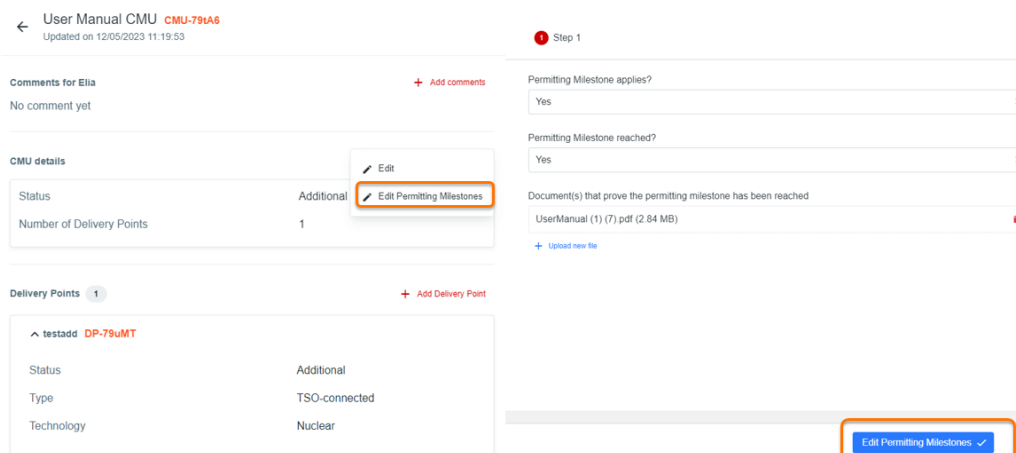 User Manual CMU CMU-79tA6
Updated on 12/05/2023 11:19:53
Comments for Elia
+ Add comments
No comment yet
CMU details
Edit
Edit Permitting Milestones
Status Additional
Number of Delivery Points 1
Delivery Points 1
+ Add Delivery Point
testadd DP-79uMT
Status Additional
Type TSO-connected
Technology Nuclear
1 Step 1
Permitting Milestone applies?
Yes
Permitting Milestone reached?
Yes
Document(s) that prove the permitting milestone has been reached
UserManual (1) (7).pdf (2.84 MB)
+ Upload new file
Edit Permitting Milestones